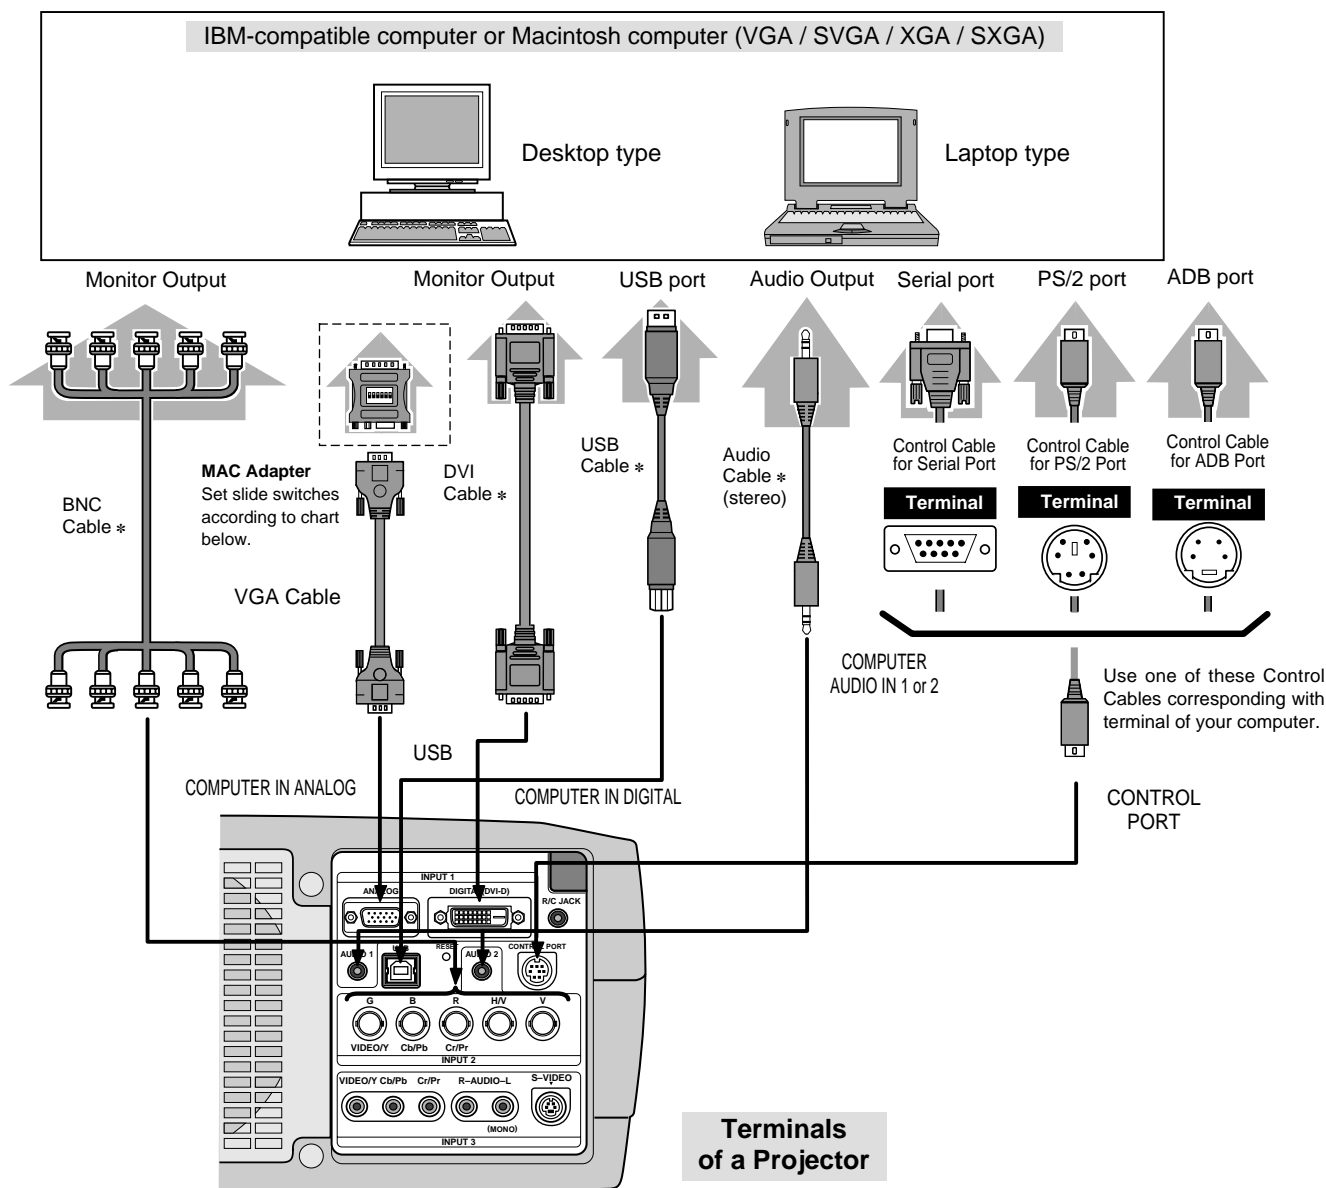 IBM-compatible computer or Macintosh computer (VGA / SVGA / XGA / SXGA)
Desktop type
Laptop type
Monitor Output
Monitor Output
USB port
Audio Output
Serial port
PS/2 port
ADB port
MAC Adapter
Set slide switches
according to chart
below.
BNC
Cable *
VGA Cable
DVI
Cable *
USB
Cable *
Audio
Cable *
(stereo)
Control Cable
for Serial Port
Control Cable
for PS/2 Port
Control Cable
for ADB Port
Terminal
Terminal
Terminal
COMPUTER
AUDIO IN 1 or 2
Use one of these Control
Cables corresponding with
terminal of your computer.
USB
COMPUTER IN ANALOG
COMPUTER IN DIGITAL
CONTROL
PORT
INPUT 1
ANALOG
DIGITAL (DVI-D)
R/C JACK
AUDIO 1
USB
RESET
AUDIO 2
CONTROL PORT
G
B
R
H/V
V
VIDEO/Y
Cb/Pb
Cr/Pr
INPUT 2
VIDEO/Y Cb/Pb Cr/Pr
R–AUDIO–L
S–VIDEO
(MONO)
INPUT 3
Terminals
of a Projector